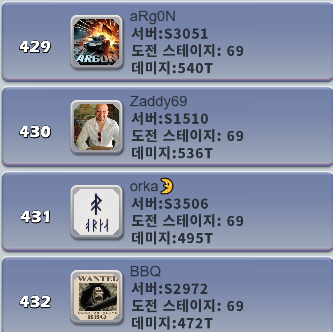 429
ARGON
aRg0N
서버:S3051
도전 스테이지: 69
데미지:540T
430
Zaddy69
서버:S1510
도전 스테이지: 69
데미지:536T
431
orka🌛
서버:S3506
도전 스테이지: 69
데미지:495T
432
WANTED
BBQ
서버:S2972
도전 스테이지: 69
데미지:472T